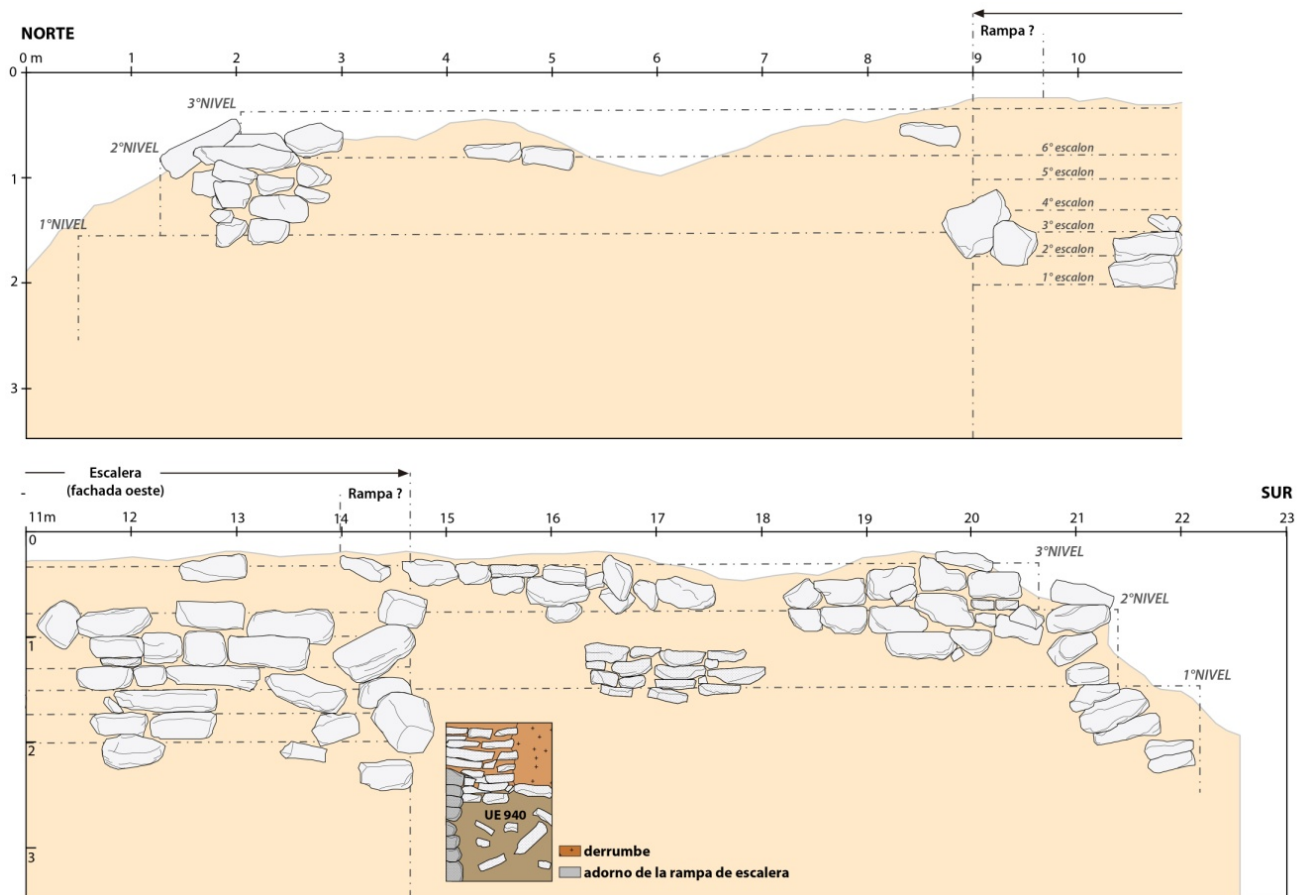 NORTE
Rampa ?
0 m 1 2 3 4 5 6 7 8 9 10
0
3°NIVEL
2°NIVEL
6° escalon
1
5° escalon
4° escalon
1°NIVEL
3° escalon
2° escalon
2
1° escalon
3
Escalera
(fachada oeste)
Rampa ?
SUR
11m 12 13 14 15 16 17 18 19 20 21 22 23
0
3°NIVEL
2°NIVEL
1
1°NIVEL
2
UE 940
derrumbe
3
adorno de la rampa de escalera